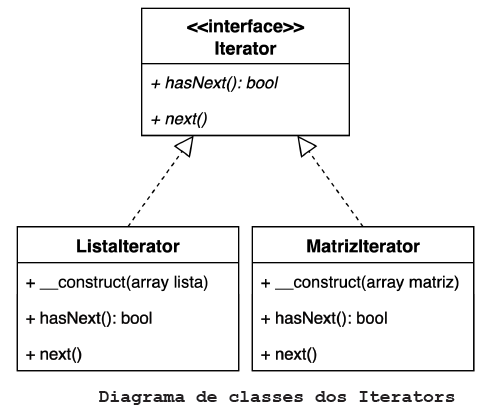 <<interface>>
Iterator
+ hasNext(): bool
+ next()
ListaIterator
+ __construct(array lista)
+ hasNext(): bool
+ next()
MatrizIterator
+ __construct(array matriz)
+ hasNext(): bool
+ next()
Diagrama de classes dos Iterators